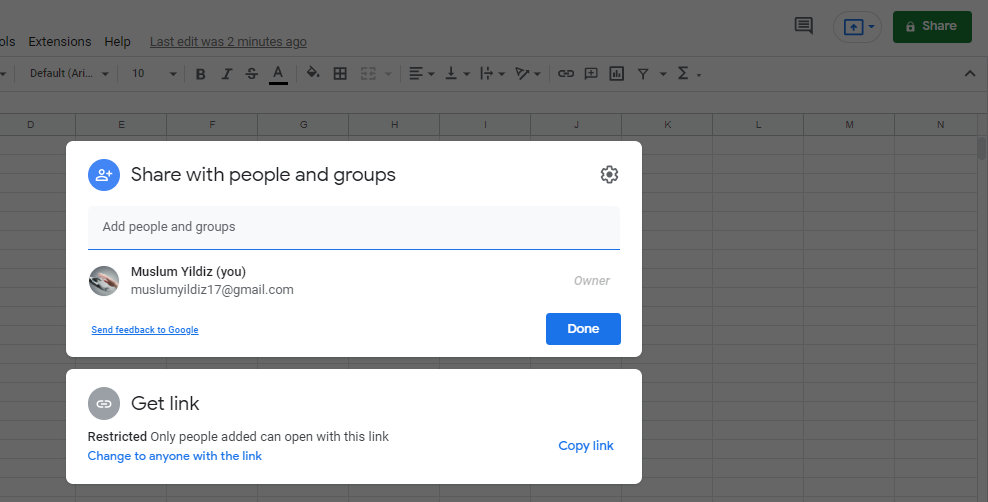 ols Extensions Help Last edit was 2 minutes ago Share
Default (Ari... 10 B I S A Σ
D E F G H I J K L M N
Share with people and groups
Add people and groups
Muslum Yildiz (you)
muslumyildiz17@gmail.com Owner
Send feedback to Google Done
Get link
Restricted Only people added can open with this link
Change to anyone with the link Copy link